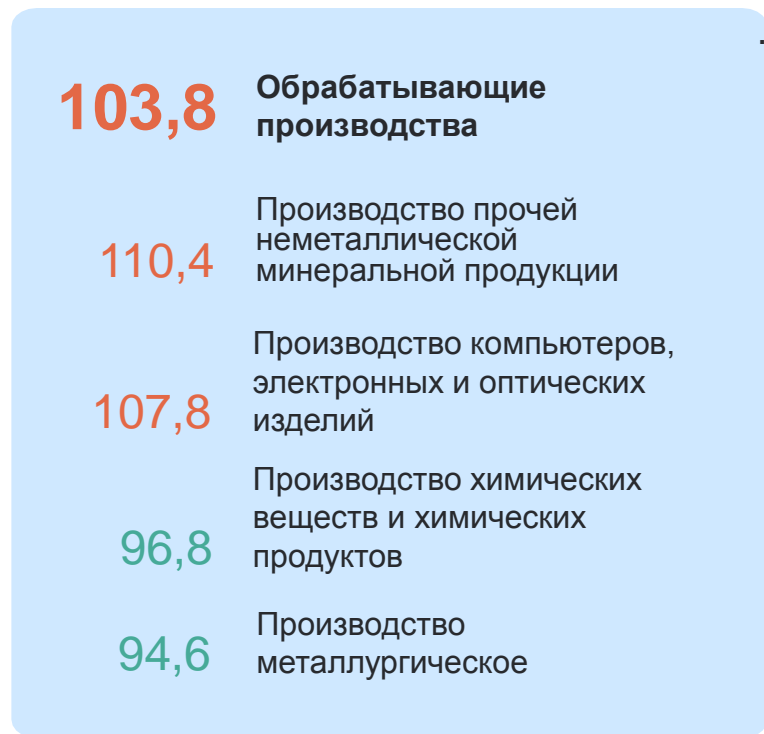 103,8
Обрабатывающие
производства
110,4
Производство прочей
неметаллической
минеральной продукции
107,8
Производство компьютеров,
электронных и оптических
изделий
96,8
Производство химических
веществ и химических
продуктов
94,6
Производство
металлургическое